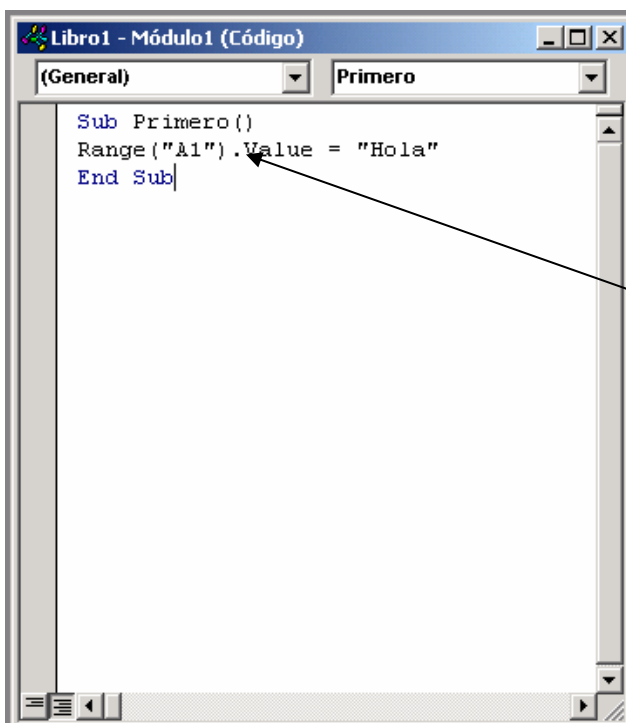 Libro1 - Módulo1 (Código)
(General) Primero
Sub Primero()
Range("A1").Value = "Hola"
End Sub